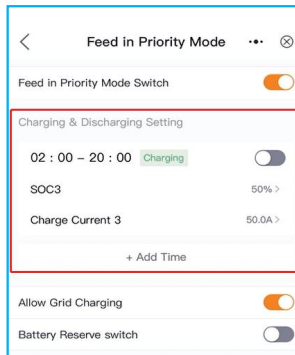 Feed in Priority Mode
Feed in Priority Mode Switch
Charging & Discharging Setting
02 : 00 – 20 : 00 Charging
SOC3 50% >
Charge Current 3 50.0A >
+ Add Time
Allow Grid Charging
Battery Reserve switch